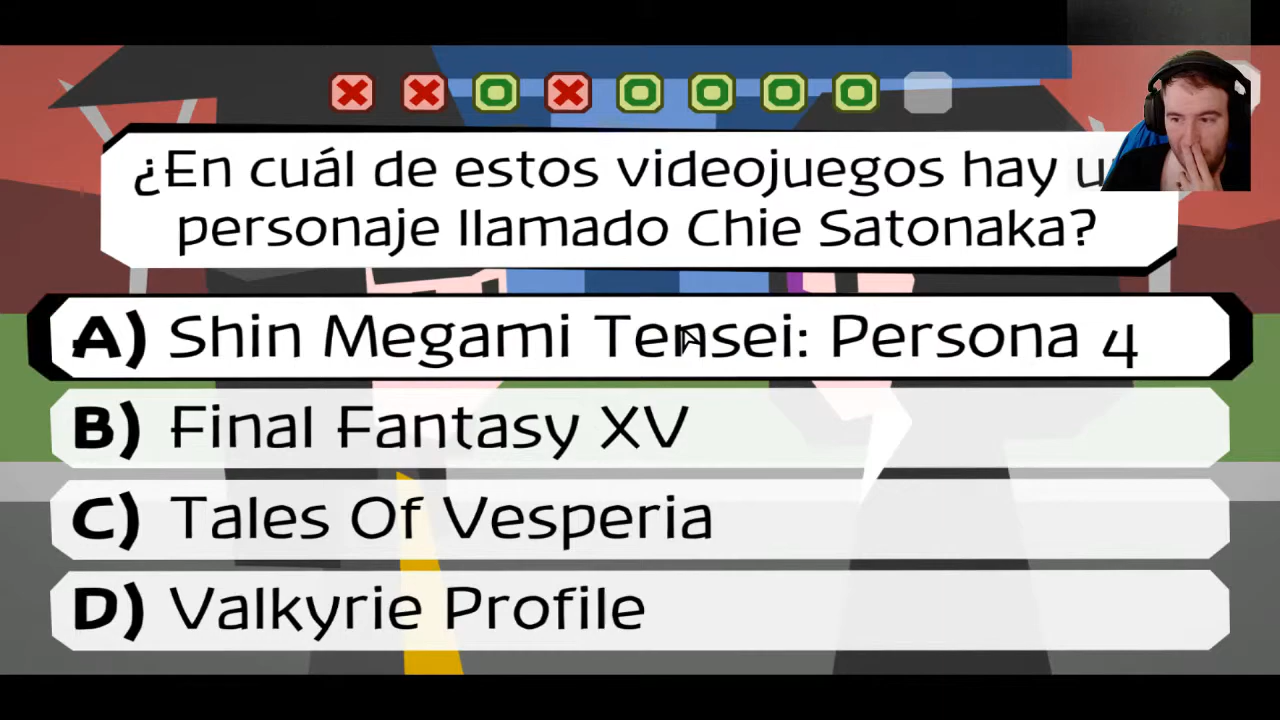 ¿En cuál de estos videojuegos hay
personaje llamado Chie Satonaka?
A) Shin Megami Tensei: Persona 4
B) Final Fantasy XV
C) Tales Of Vesperia
D) Valkyrie Profile